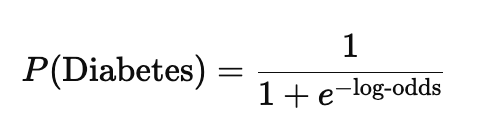 P(Diabetes) = 1 / (1 + e^{−log-odds})